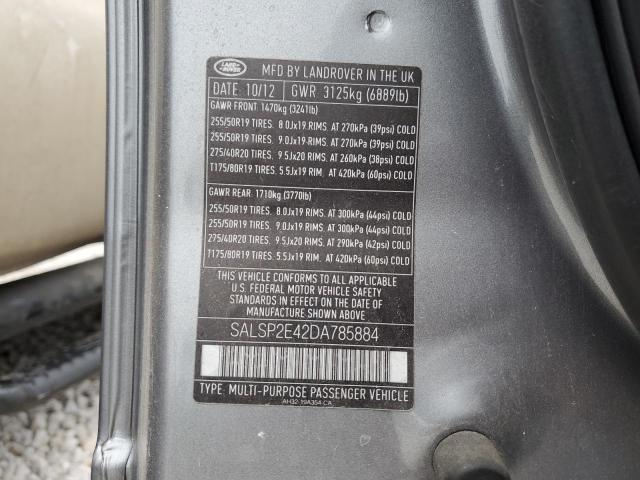 LAND ROVER
MFD BY LANDROVER IN THE UK
DATE: 10/12 GWR: 3125kg (6889lb)
GAWR FRONT: 1470kg (3241lb)
255/50R19 TIRES. 8.0Jx19 RIMS. AT 270kPa (39psi) COLD
255/50R19 TIRES. 9.0Jx19 RIMS. AT 270kPa (39psi) COLD
275/40R20 TIRES. 9.5Jx20 RIMS. AT 260kPa (38psi) COLD
T175/80R19 TIRES. 5.5Jx19 RIM. AT 420kPa (60psi) COLD
GAWR REAR: 1710kg (3770lb)
255/50R19 TIRES. 8.0Jx19 RIMS. AT 300kPa (44psi) COLD
255/50R19 TIRES. 9.0Jx19 RIMS. AT 300kPa (44psi) COLD
275/40R20 TIRES. 9.5Jx20 RIMS. AT 290kPa (42psi) COLD
T175/80R19 TIRES. 5.5Jx19 RIM. AT 420kPa (60psi) COLD
THIS VEHICLE CONFORMS TO ALL APPLICABLE
U.S. FEDERAL MOTOR VEHICLE SAFETY
STANDARDS IN EFFECT ON THE DATE OF
MANUFACTURE SHOWN ABOVE.
SALSP2E42DA785884
TYPE: MULTI-PURPOSE PASSENGER VEHICLE
AH32-19A354-CA